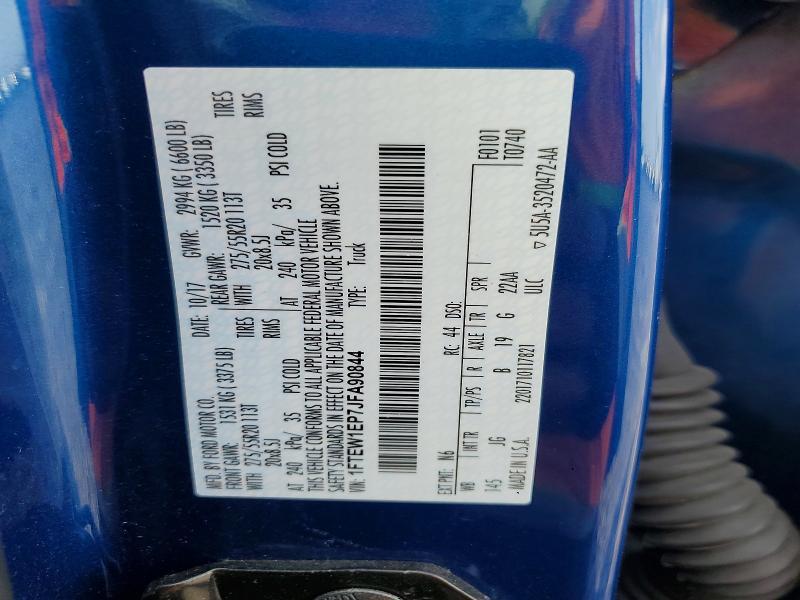 MFD. BY FORD MOTOR CO. DATE: 10/17 GVWR: 2994 KG ( 6600 LB)
FRONT GAWR: 1531 KG ( 3375 LB) REAR GAWR: 1520 KG ( 3350 LB)
WITH 275/55R20 113T TIRES WITH 275/55R20 113T TIRES
20x8.5J RIMS 20x8.5J RIMS
AT 240 kPa/ 35 PSI COLD AT 240 kPa/ 35 PSI COLD
THIS VEHICLE CONFORMS TO ALL APPLICABLE FEDERAL MOTOR VEHICLE
SAFETY STANDARDS IN EFFECT ON THE DATE OF MANUFACTURE SHOWN ABOVE.
VIN: 1FTEW1EP7JFA90844 TYPE: Truck
EXT PNT: N6 RC: 44 DSO: F0101
WB INT TR TP/PS R AXLE TR SPR T0740
145 JG B 19 G 22AA
MADE IN U.S.A. 2201710117821 ULC
▽ 5U5A-3520472-AA